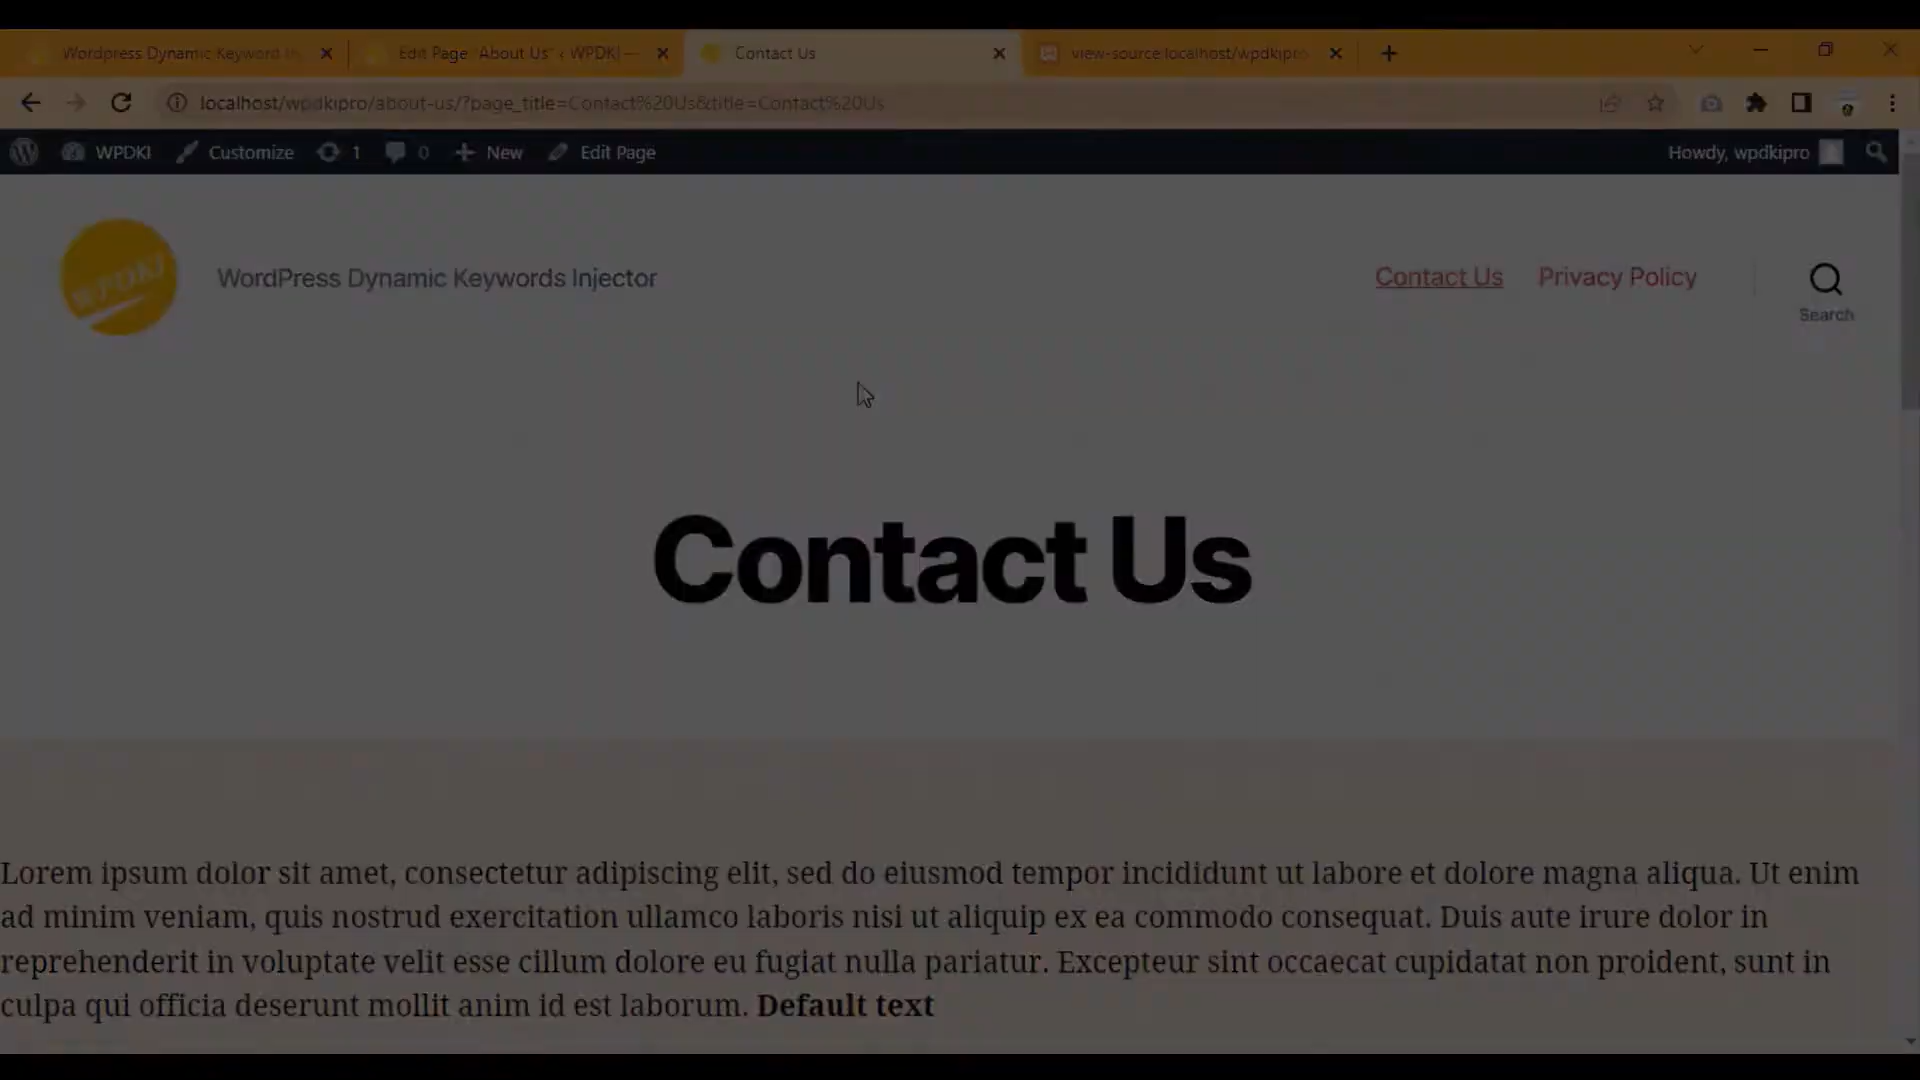 Wordpress Dynamic Keyword In
Edit Page "About Us" ‹ WPDKI —
Contact Us
view-source:localhost/wpdkipro
localhost/wpdkipro/about-us/?page_title=Contact%20Us&title=Contact%20Us
WPDKI
Customize
1
0
New
Edit Page
Howdy, wpdkipro
WPDKI
WordPress Dynamic Keywords Injector
Contact Us
Privacy Policy
Search
Contact Us
Lorem ipsum dolor sit amet, consectetur adipiscing elit, sed do eiusmod tempor incididunt ut labore et dolore magna aliqua. Ut enim
ad minim veniam, quis nostrud exercitation ullamco laboris nisi ut aliquip ex ea commodo consequat. Duis aute irure dolor in
reprehenderit in voluptate velit esse cillum dolore eu fugiat nulla pariatur. Excepteur sint occaecat cupidatat non proident, sunt in
culpa qui officia deserunt mollit anim id est laborum. Default text